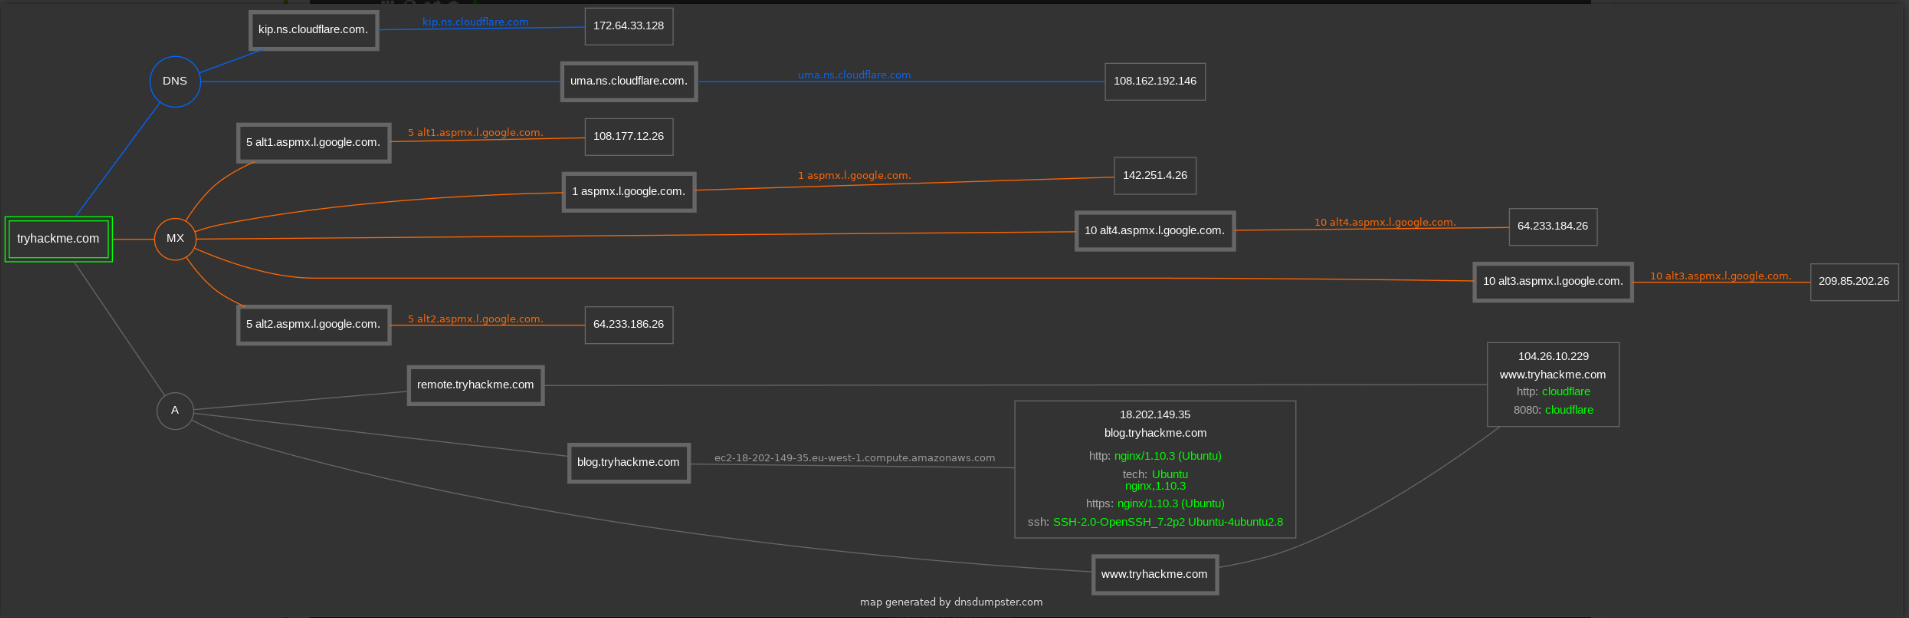 kip.ns.cloudflare.com.
kip.ns.cloudflare.com
172.64.33.128
DNS
uma.ns.cloudflare.com.
uma.ns.cloudflare.com
108.162.192.146
5 alt1.aspmx.l.google.com.
5 alt1.aspmx.l.google.com.
108.177.12.26
1 aspmx.l.google.com.
1 aspmx.l.google.com.
142.251.4.26
tryhackme.com
MX
10 alt4.aspmx.l.google.com.
10 alt4.aspmx.l.google.com.
64.233.184.26
10 alt3.aspmx.l.google.com.
10 alt3.aspmx.l.google.com.
209.85.202.26
5 alt2.aspmx.l.google.com.
5 alt2.aspmx.l.google.com.
64.233.186.26
A
remote.tryhackme.com
104.26.10.229
www.tryhackme.com
http: cloudflare
8080: cloudflare
blog.tryhackme.com
ec2-18-202-149-35.eu-west-1.compute.amazonaws.com
18.202.149.35
blog.tryhackme.com
http: nginx/1.10.3 (Ubuntu)
tech: Ubuntu
nginx,1.10.3
https: nginx/1.10.3 (Ubuntu)
ssh: SSH-2.0-OpenSSH_7.2p2 Ubuntu-4ubuntu2.8
www.tryhackme.com
map generated by dnsdumpster.com